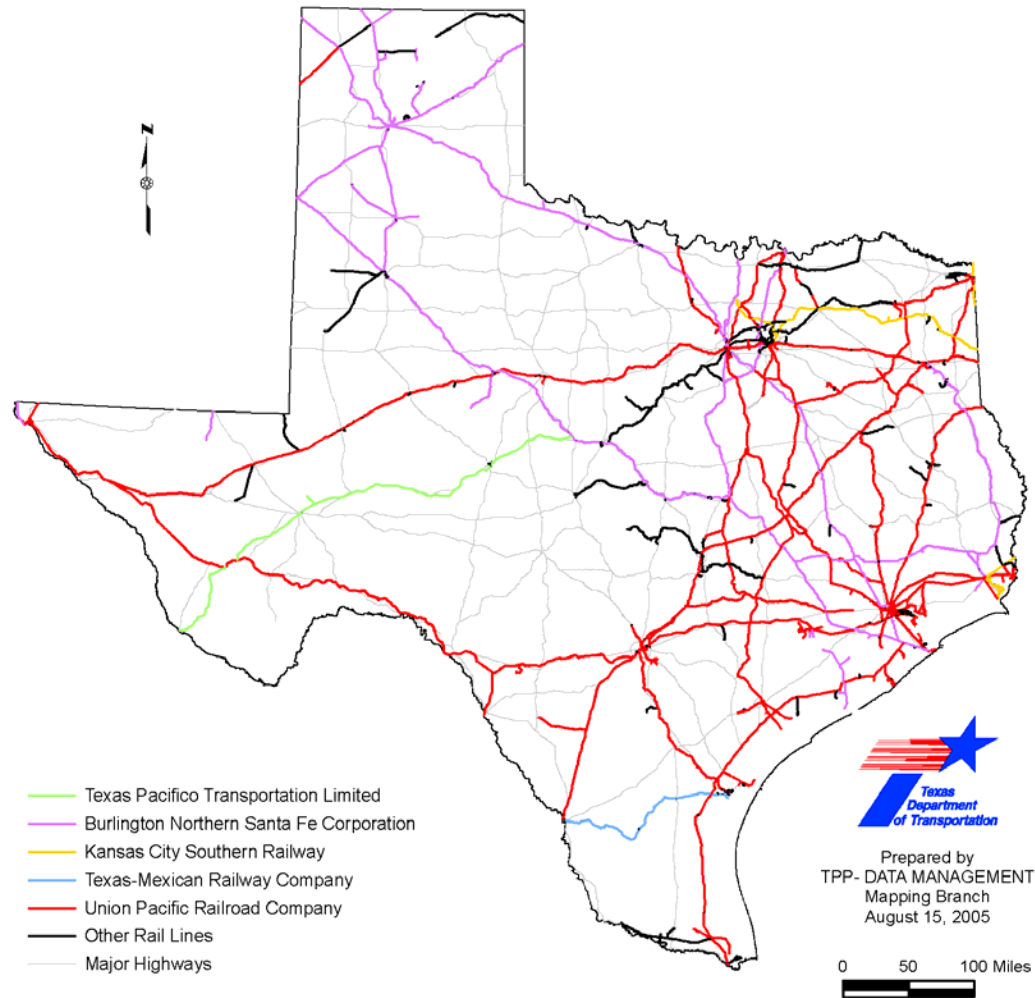 N
Texas Pacifico Transportation Limited
Burlington Northern Santa Fe Corporation
Kansas City Southern Railway
Texas-Mexican Railway Company
Union Pacific Railroad Company
Other Rail Lines
Major Highways
Texas
Department
of Transportation
Prepared by
TPP- DATA MANAGEMENT
Mapping Branch
August 15, 2005
0 50 100 Miles